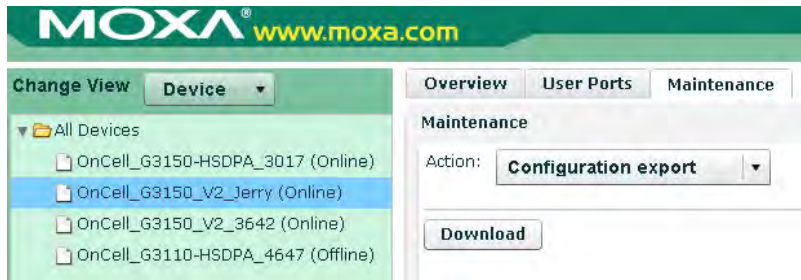 MOXA® www.moxa.com
Change View Device
All Devices
OnCell_G3150-HSDPA_3017 (Online)
OnCell_G3150_V2_Jerry (Online)
OnCell_G3150_V2_3642 (Online)
OnCell_G3110-HSDPA_4647 (Offline)
Overview User Ports Maintenance
Maintenance
Action: Configuration export
Download